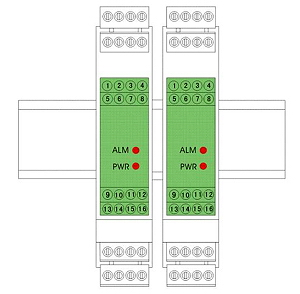 ① ② ③ ④
⑤ ⑥ ⑦ ⑧
ALM
PWR
⑨ ⑩ ⑪ ⑫
⑬ ⑭ ⑮ ⑯
① ② ③ ④
⑤ ⑥ ⑦ ⑧
ALM
PWR
⑨ ⑩ ⑪ ⑫
⑬ ⑭ ⑮ ⑯